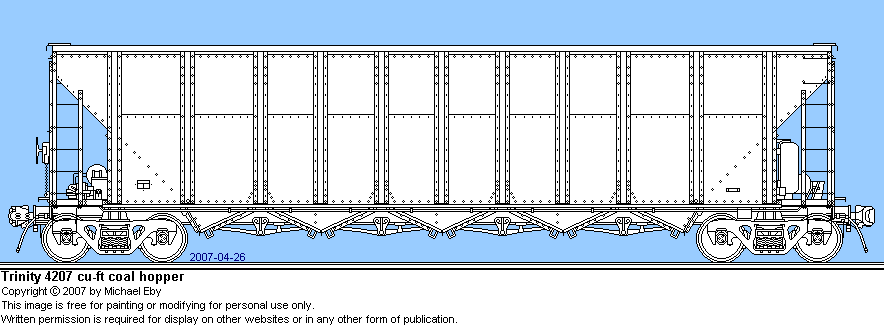 2007-04-26
Trinity 4207 cu-ft coal hopper
Copyright © 2007 by Michael Eby
This image is free for painting or modifying for personal use only.
Written permission is required for display on other websites or in any other form of publication.